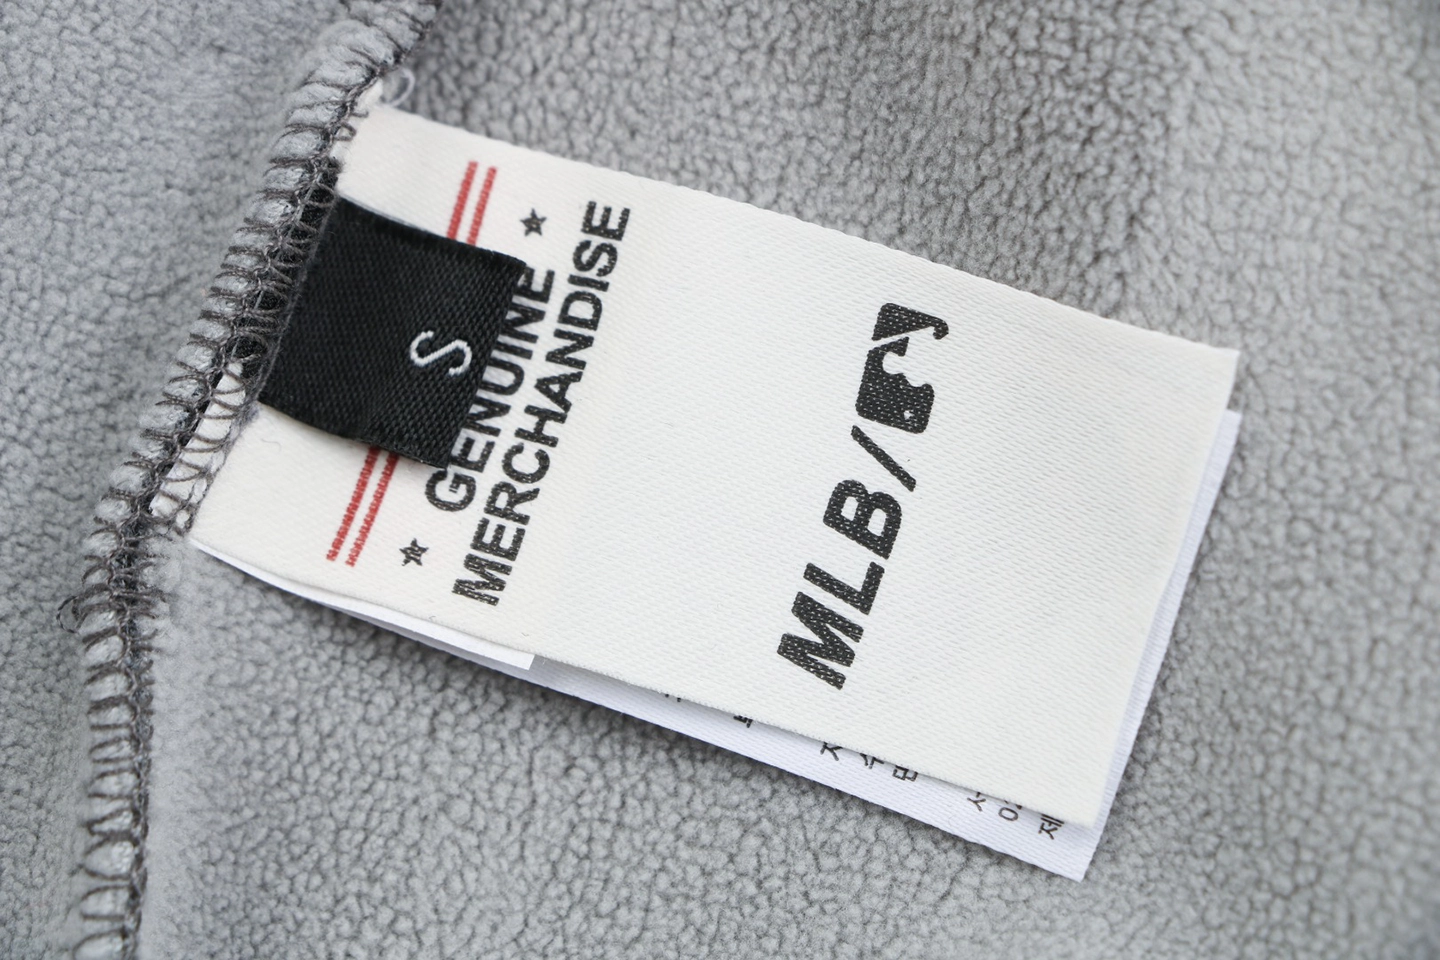 S
GENUINE
MERCHANDISE
MLB/